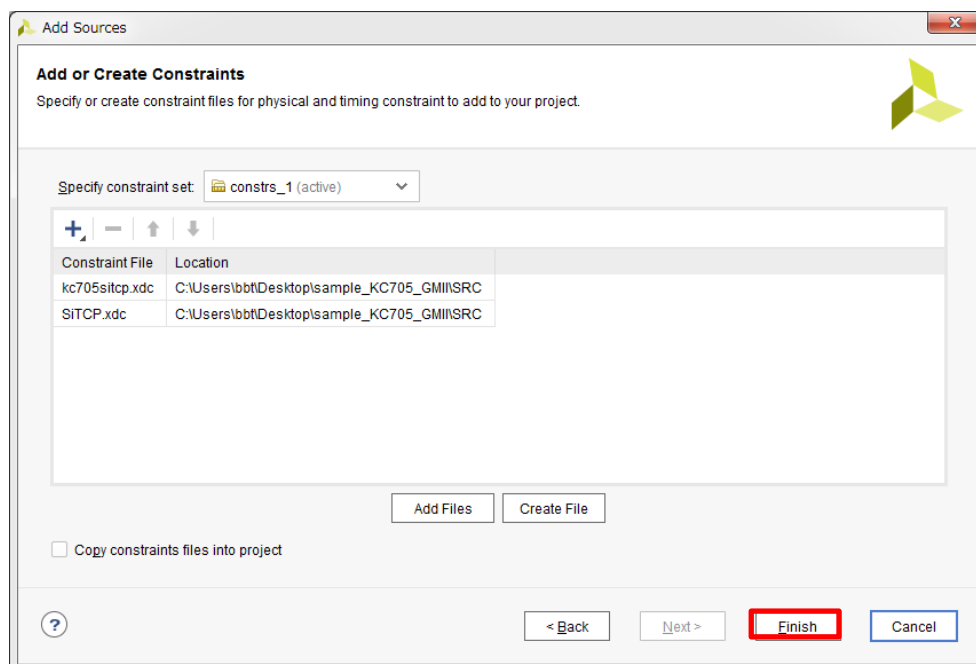 Add Sources
Add or Create Constraints
Specify or create constraint files for physical and timing constraint to add to your project.
Specify constraint set: constrs_1 (active)
Constraint File Location
kc705sitcp.xdc C:\Users\bbt\Desktop\sample_KC705_GMII\SRC
SiTCP.xdc C:\Users\bbt\Desktop\sample_KC705_GMII\SRC
Add Files Create File
Copy constraints files into project
? < Back Next > Finish Cancel